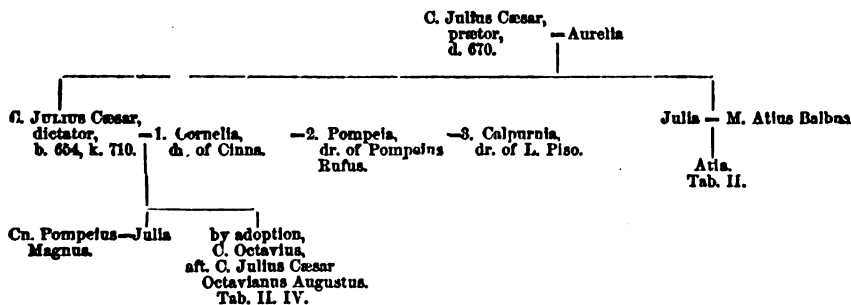 C. Julius Cæsar,
prætor,
d. 670.
— Aurelia
C. JULIUS Cæsar,
dictator,
b. 654, k. 710.
—1. Cornelia,
dr. of Cinna.
—2. Pompeia,
dr. of Pompeius
Rufus.
—3. Calpurnia,
dr. of L. Piso.
Julia — M. Atius Balbus
Atia.
Tab. II.
Cn. Pompeius—Julia
Magnus.
by adoption,
C. Octavius,
aft. C. Julius Cæsar
Octavianus Augustus.
Tab. II. IV.